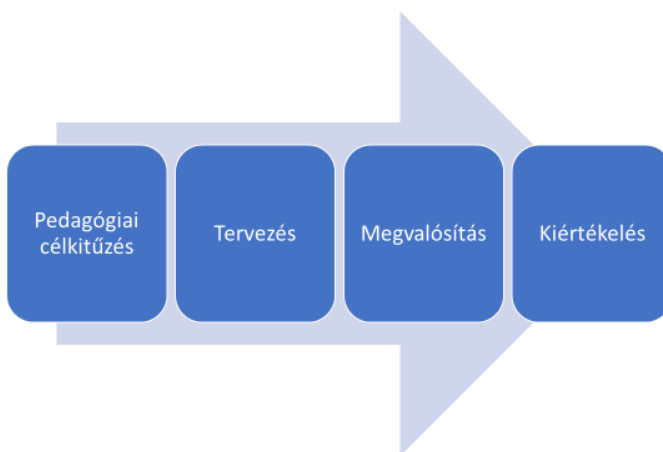 Pedagógiai
célkitűzés
Tervezés
Megvalósítás
Kiértékelés